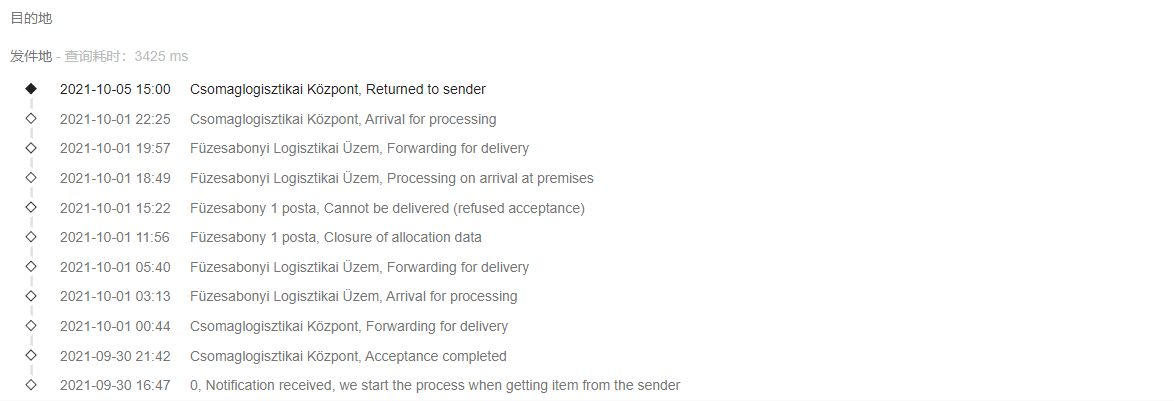 目的地
发件地 - 查询耗时：3425 ms
2021-10-05 15:00 Csomaglogisztikai Központ, Returned to sender
2021-10-01 22:25 Csomaglogisztikai Központ, Arrival for processing
2021-10-01 19:57 Füzesabonyi Logisztikai Üzem, Forwarding for delivery
2021-10-01 18:49 Füzesabonyi Logisztikai Üzem, Processing on arrival at premises
2021-10-01 15:22 Füzesabony 1 posta, Cannot be delivered (refused acceptance)
2021-10-01 11:56 Füzesabony 1 posta, Closure of allocation data
2021-10-01 05:40 Füzesabonyi Logisztikai Üzem, Forwarding for delivery
2021-10-01 03:13 Füzesabonyi Logisztikai Üzem, Arrival for processing
2021-10-01 00:44 Csomaglogisztikai Központ, Forwarding for delivery
2021-09-30 21:42 Csomaglogisztikai Központ, Acceptance completed
2021-09-30 16:47 0, Notification received, we start the process when getting item from the sender